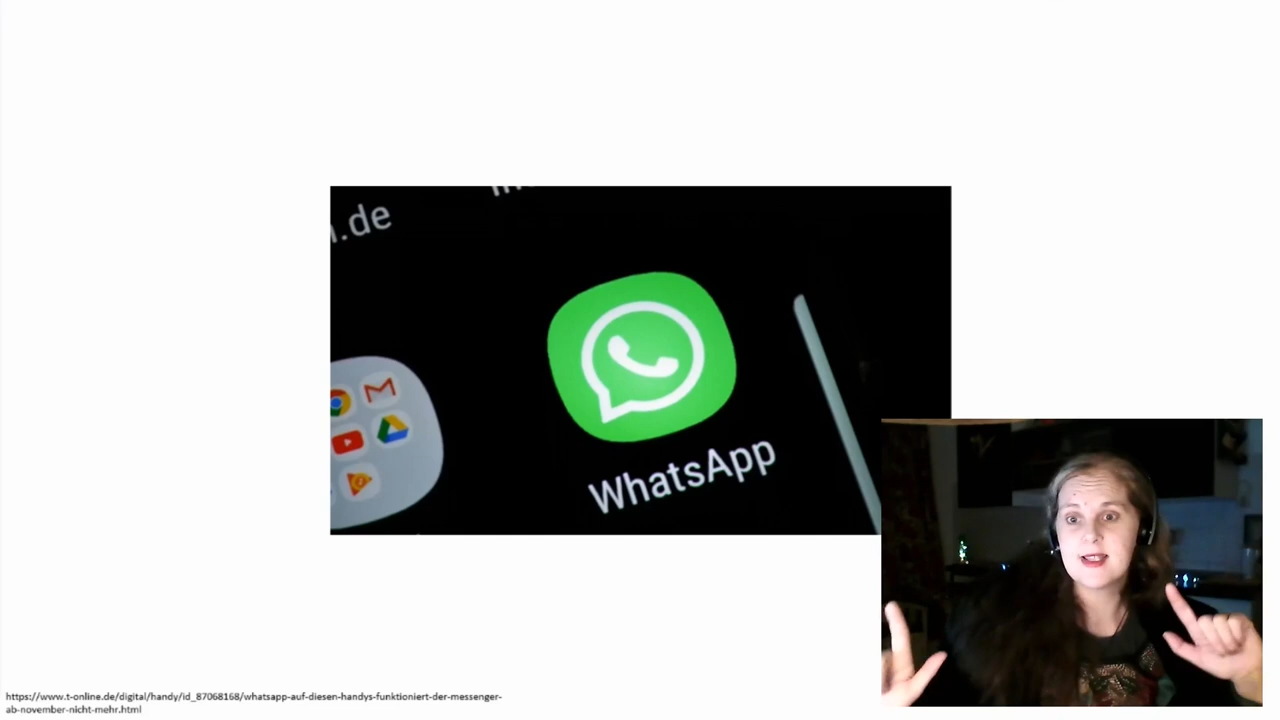 .de
WhatsApp
https://www.t-online.de/digital/handy/id_87068168/whatsapp-auf-diesen-handys-funktioniert-der-messenger-
ab-november-nicht-mehr.html